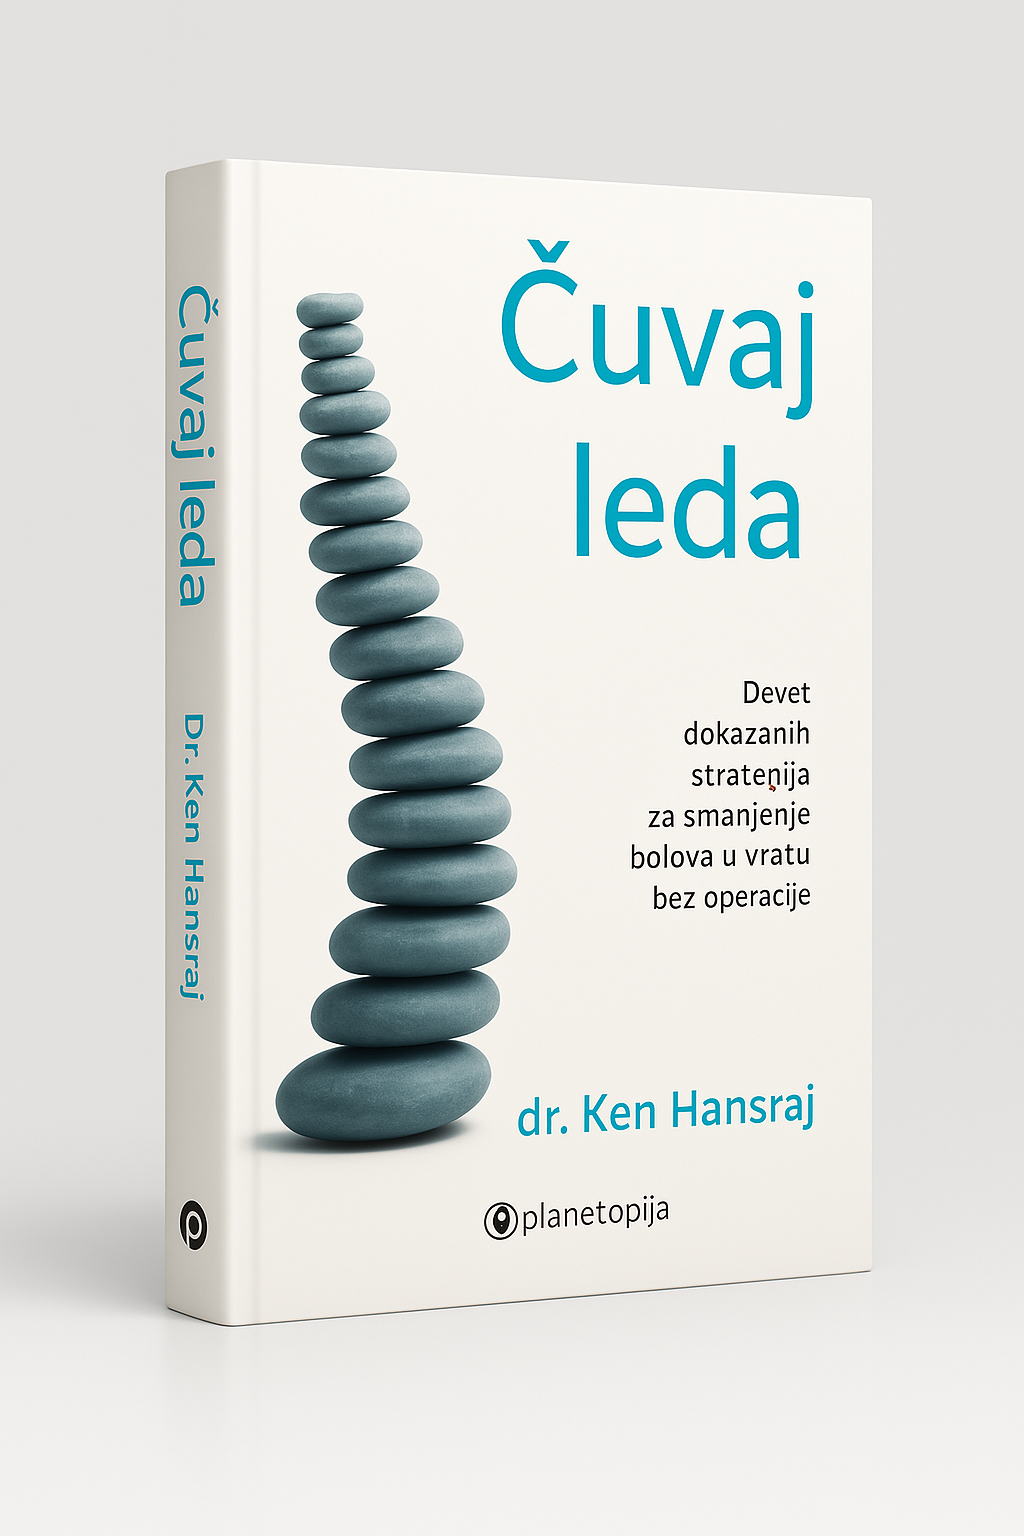 Čuvaj leda
Dr. Ken Hansraj
Čuvaj
leda
Devet
dokazanih
stratenija
za smanjenje
bolova u vratu
bez operacije
dr. Ken Hansraj
planetopija